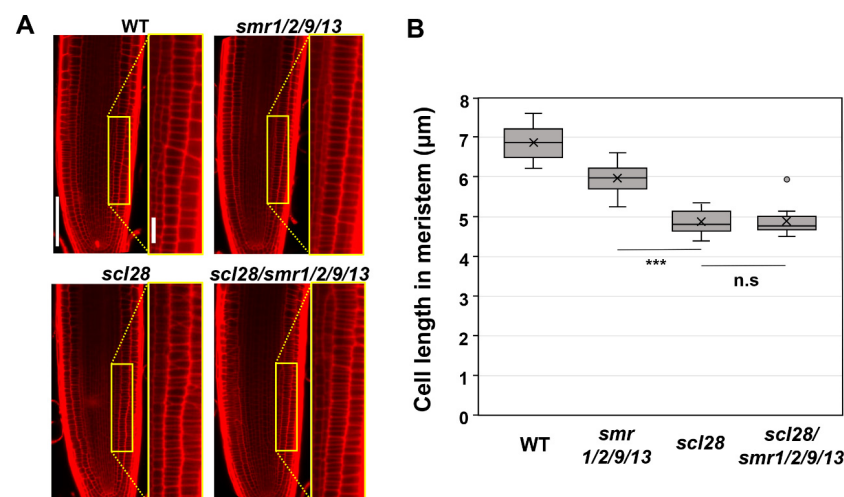 A
WT
smr1/2/9/13
scl28
scl28/smr1/2/9/13
B
Cell length in meristem (μm)
8
7
6
5
4
3
2
1
0
***
n.s
WT
smr
1/2/9/13
scl28
scl28/
smr1/2/9/13